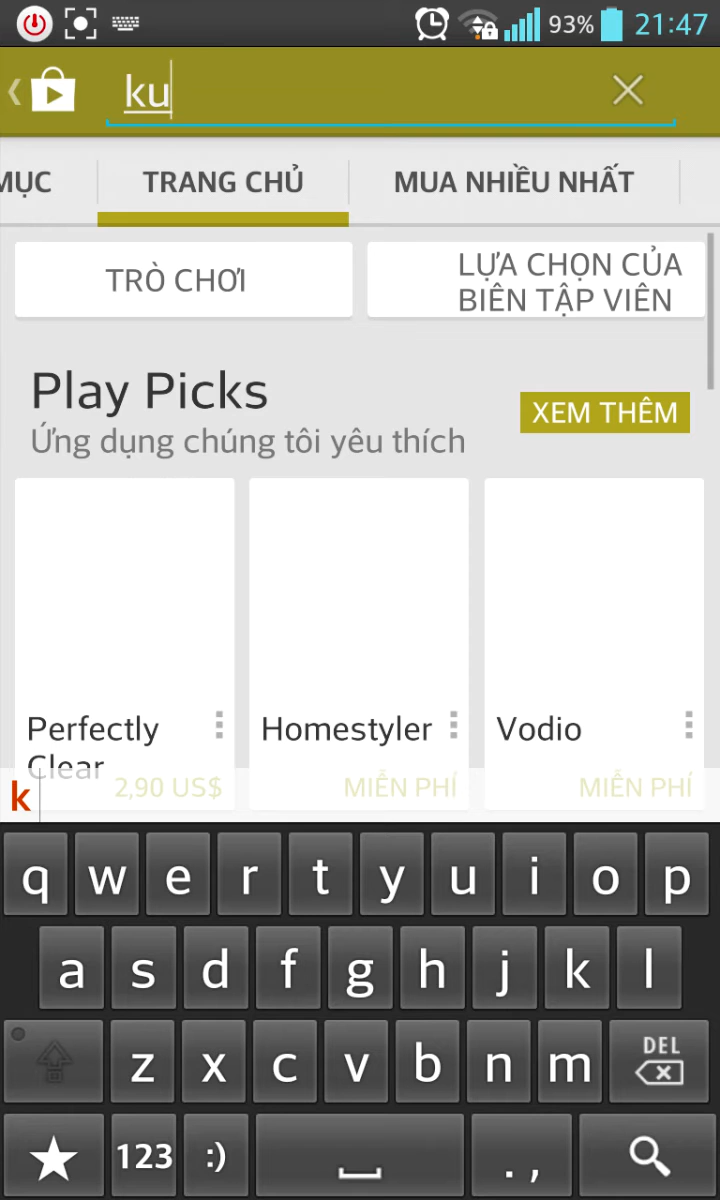 93% 21:47
ku
MỤC TRANG CHỦ MUA NHIỀU NHẤT
TRÒ CHƠI
LỰA CHỌN CỦA
BIÊN TẬP VIÊN
Play Picks
Ứng dụng chúng tôi yêu thích
XEM THÊM
Perfectly
Clear
2,90 US$
Homestyler
MIỄN PHÍ
Vodio
MIỄN PHÍ
k
q w e r t y u i o p
a s d f g h j k l
z x c v b n m DEL
123 :) . ,